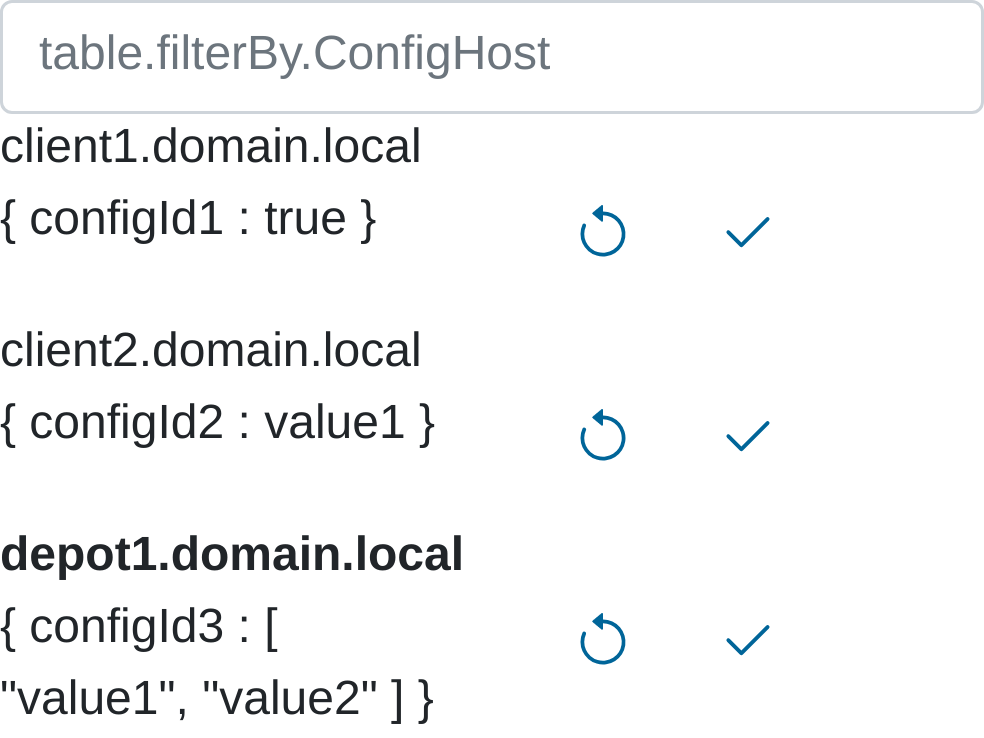 table.filterBy.ConfigHost
client1.domain.local
{ configId1 : true }
client2.domain.local
{ configId2 : value1 }
depot1.domain.local
{ configId3 : [
"value1", "value2" ] }